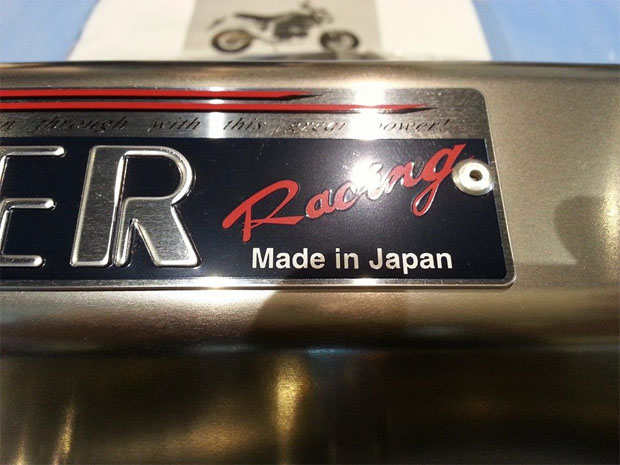 through with this great power!
ER Racing
Made in Japan